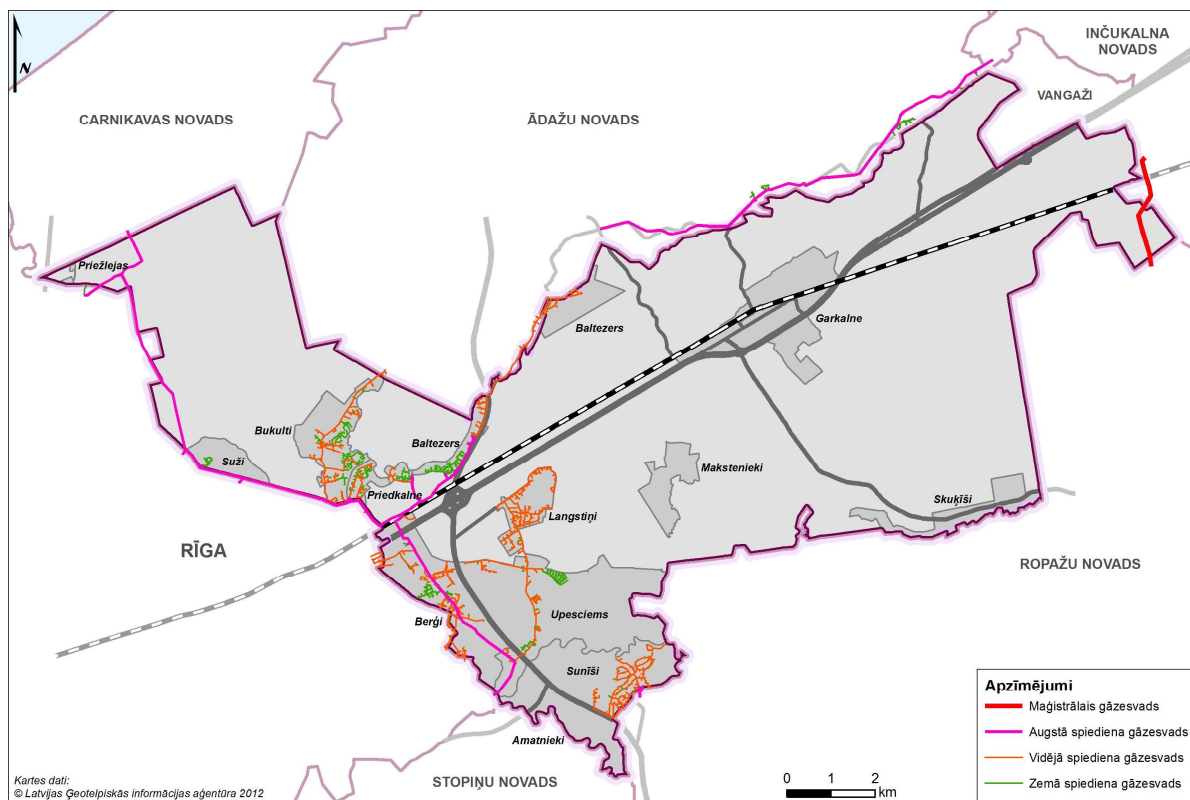 INČUKALNA
NOVADS
VANGAŽI
CARNIKAVAS NOVADS
ĀDAŽU NOVADS
N
Priežlejas
Baltezers
Garkalne
Bukulti
Baltezers
Suži
Priedkalne
Makstenieki
Skuķīši
Langstiņi
RĪGA
ROPAŽU NOVADS
Upesciems
Berģi
Sunīši
Amatnieki
STOPIŅU NOVADS
Apzīmējumi
Maģistrālais gāzesvads
Augstā spiediena gāzesvads
Vidējā spiediena gāzesvads
Zemā spiediena gāzesvads
0 1 2
km
Kartes dati:
© Latvijas Ģeotelpiskās informācijas aģentūra 2012